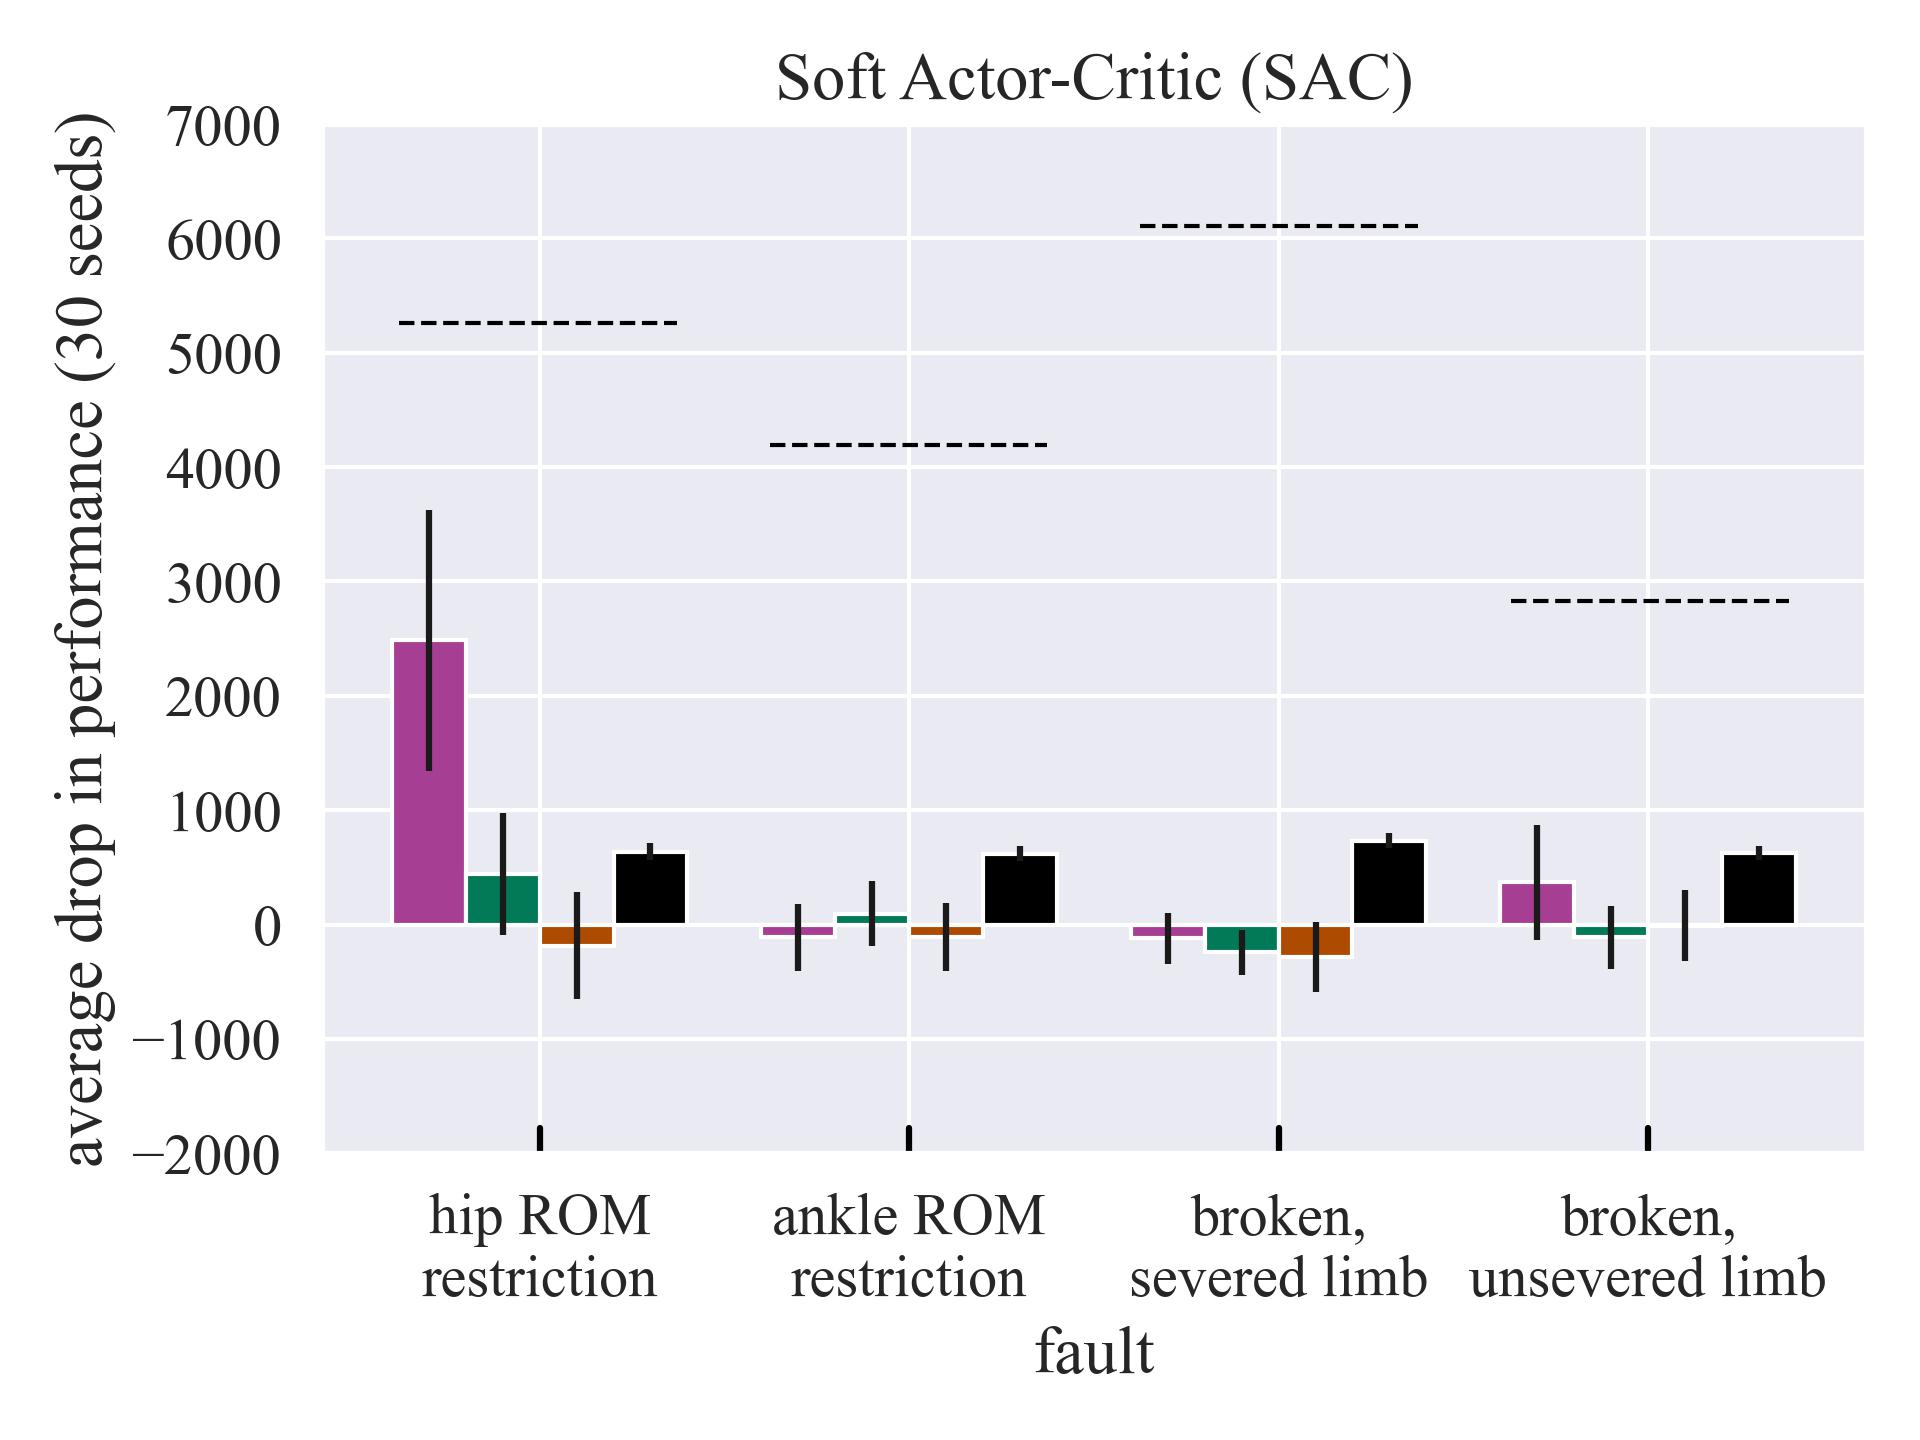 Soft Actor-Critic (SAC)
average drop in performance (30 seeds)
7000
6000
5000
4000
3000
2000
1000
0
−1000
−2000
hip ROM
restriction
ankle ROM
restriction
broken,
severed limb
broken,
unsevered limb
fault